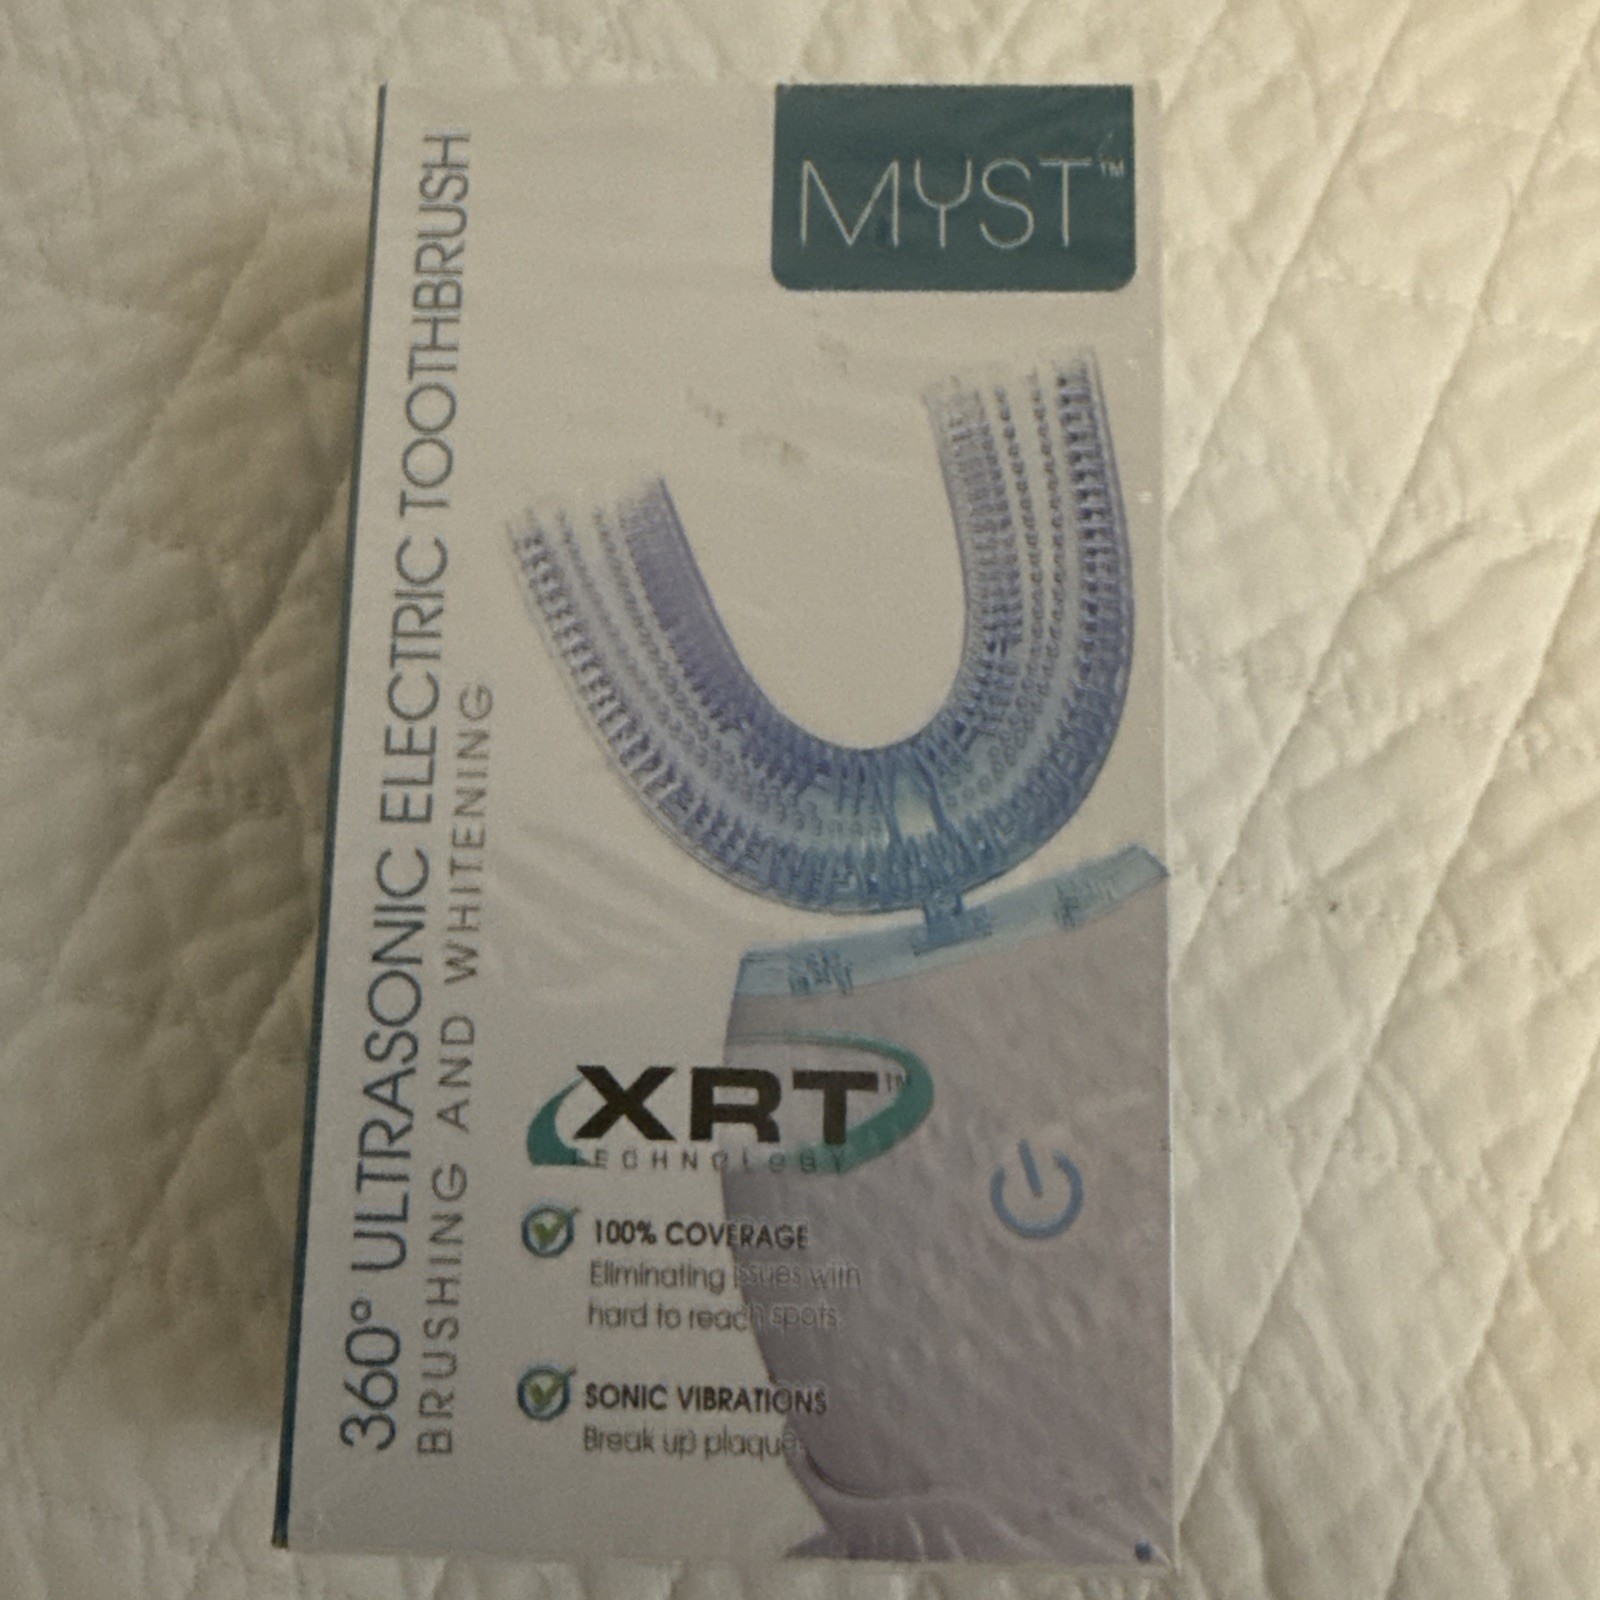 MYST™
360° ULTRASONIC ELECTRIC TOOTHBRUSH
BRUSHING AND WHITENING
XRT™
TECHNOLOGY
100% COVERAGE
Eliminating issues with
hard to reach spots.
SONIC VIBRATIONS
Break up plaque.